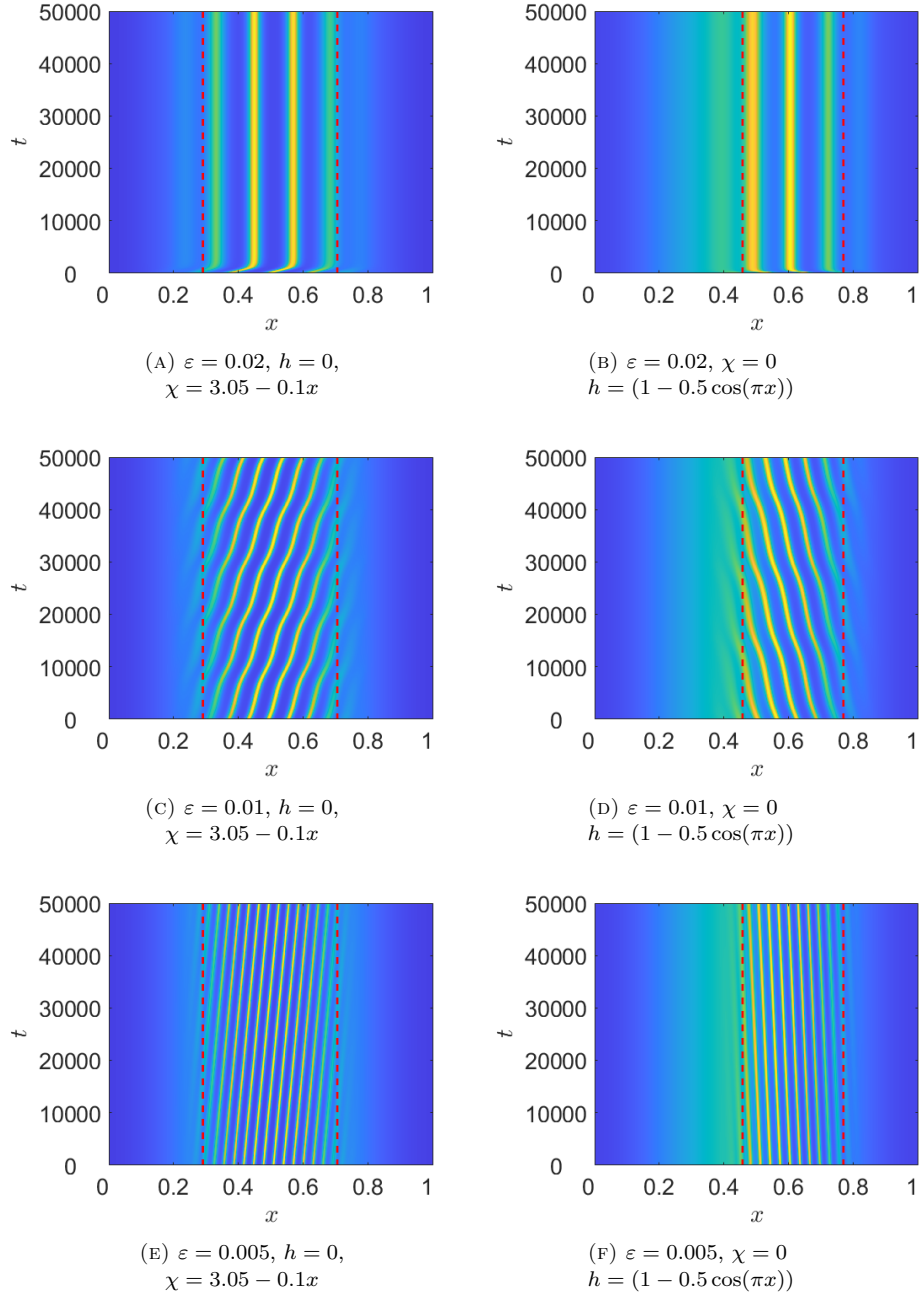 50000
40000
30000
20000
10000
0
t
0 0.2 0.4 0.6 0.8 1
x
(A) ε = 0.02, h = 0,
χ = 3.05 − 0.1x
50000
40000
30000
20000
10000
0
t
0 0.2 0.4 0.6 0.8 1
x
(B) ε = 0.02, χ = 0
h = (1 − 0.5 cos(πx))
50000
40000
30000
20000
10000
0
t
0 0.2 0.4 0.6 0.8 1
x
(C) ε = 0.01, h = 0,
χ = 3.05 − 0.1x
50000
40000
30000
20000
10000
0
t
0 0.2 0.4 0.6 0.8 1
x
(D) ε = 0.01, χ = 0
h = (1 − 0.5 cos(πx))
50000
40000
30000
20000
10000
0
t
0 0.2 0.4 0.6 0.8 1
x
(E) ε = 0.005, h = 0,
χ = 3.05 − 0.1x
50000
40000
30000
20000
10000
0
t
0 0.2 0.4 0.6 0.8 1
x
(F) ε = 0.005, χ = 0
h = (1 − 0.5 cos(πx))